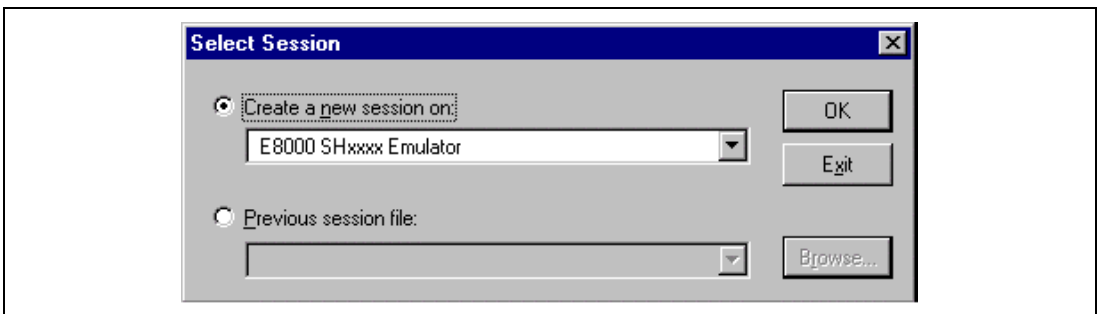 Select Session
Create a new session on:
OK
E8000 SHxxxx Emulator
Exit
Previous session file:
Browse...